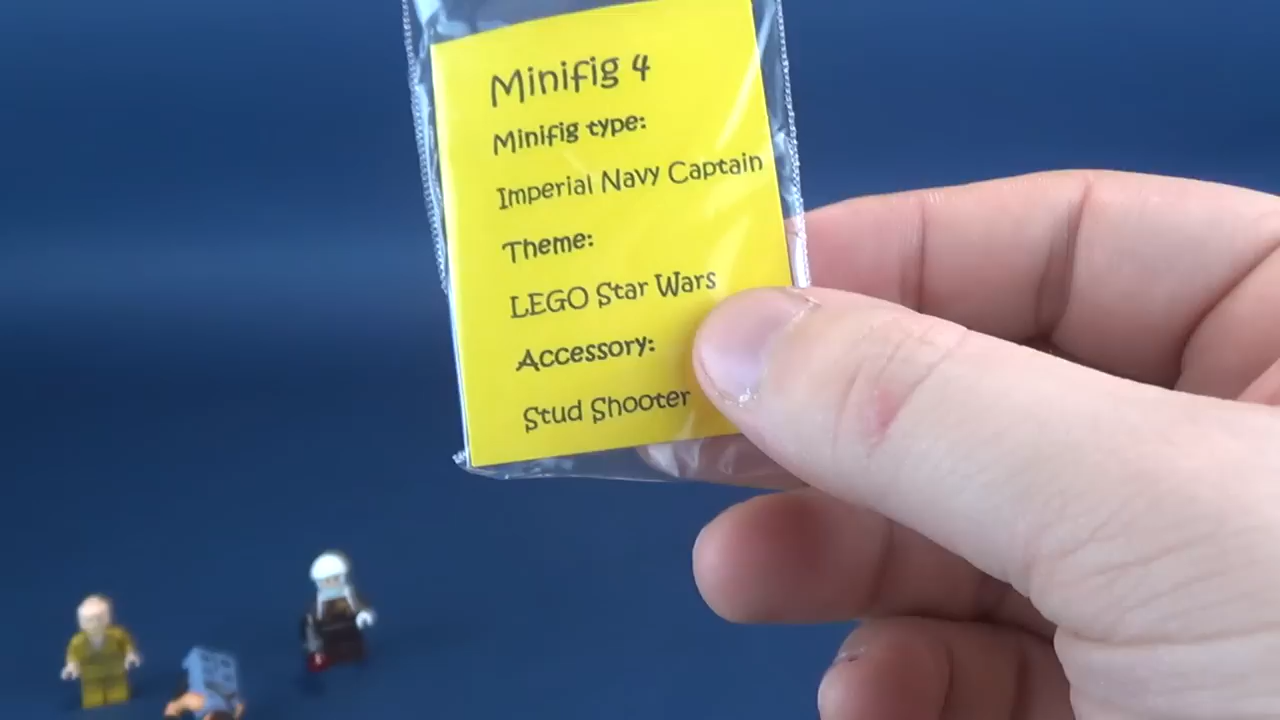 Minifig 4
Minifig type:
Imperial Navy Captain
Theme:
LEGO Star Wars
Accessory:
Stud Shooter